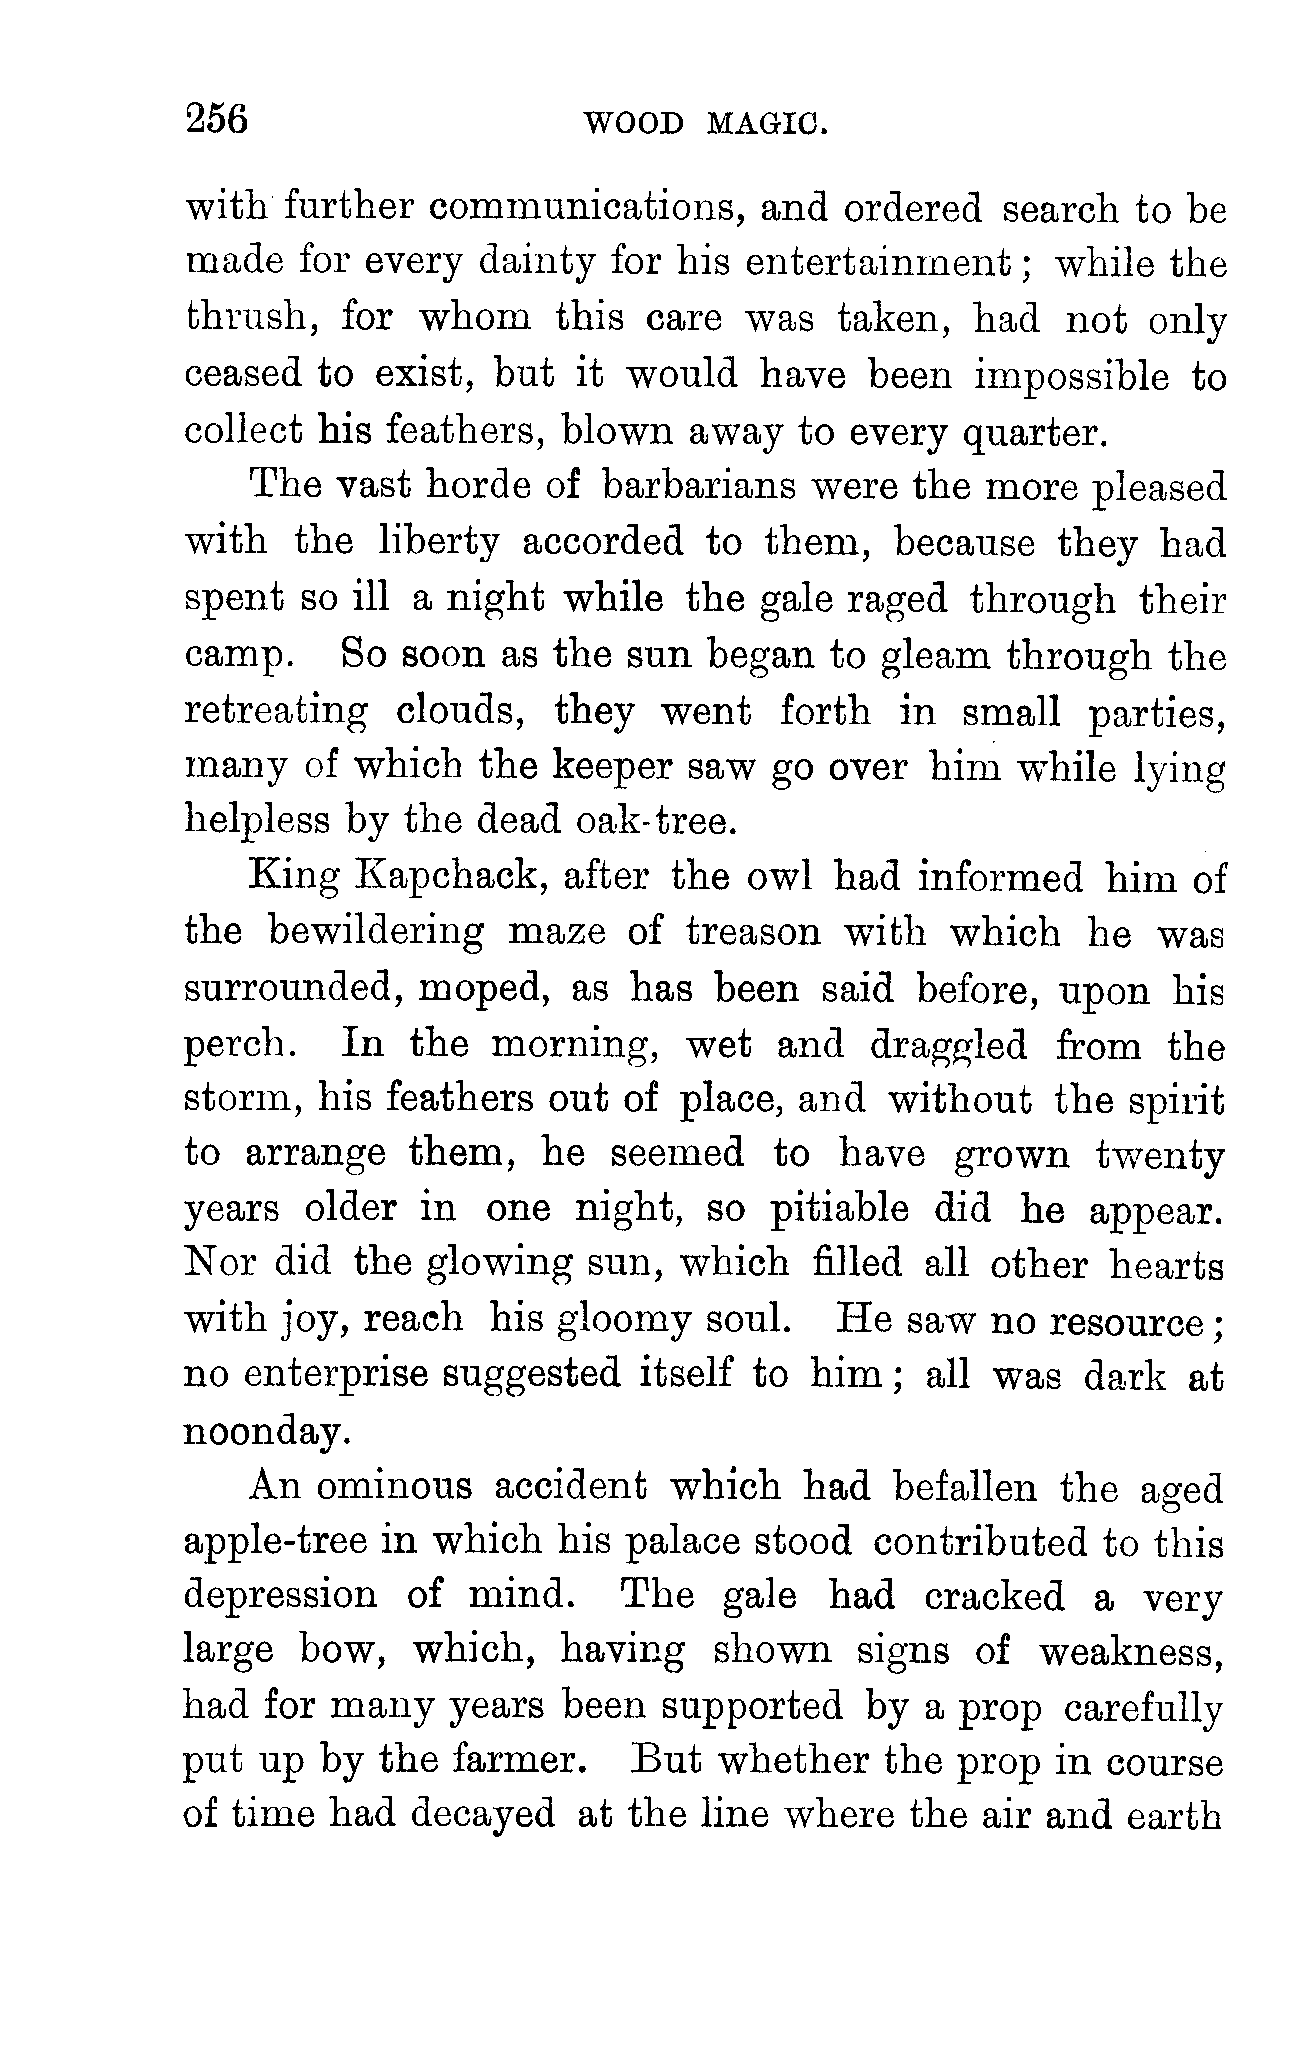 256 WOOD MAGIC.
with further communications, and ordered search to be
made for every dainty for his entertainment; while the
thrush, for whom this care was taken, had not only
ceased to exist, but it would have been impossible to
collect his feathers, blown away to every quarter.
The vast horde of barbarians were the more pleased
with the liberty accorded to them, because they had
spent so ill a night while the gale raged through their
camp. So soon as the sun began to gleam through the
retreating clouds, they went forth in small parties,
many of which the keeper saw go over him while lying
helpless by the dead oak-tree.
King Kapchack, after the owl had informed him of
the bewildering maze of treason with which he was
surrounded, moped, as has been said before, upon his
perch. In the morning, wet and draggled from the
storm, his feathers out of place, and without the spirit
to arrange them, he seemed to have grown twenty
years older in one night, so pitiable did he appear.
Nor did the glowing sun, which filled all other hearts
with joy, reach his gloomy soul. He saw no resource;
no enterprise suggested itself to him; all was dark at
noonday.
An ominous accident which had befallen the aged
apple-tree in which his palace stood contributed to this
depression of mind. The gale had cracked a very
large bow, which, having shown signs of weakness,
had for many years been supported by a prop carefully
put up by the farmer. But whether the prop in course
of time had decayed at the line where the air and earth